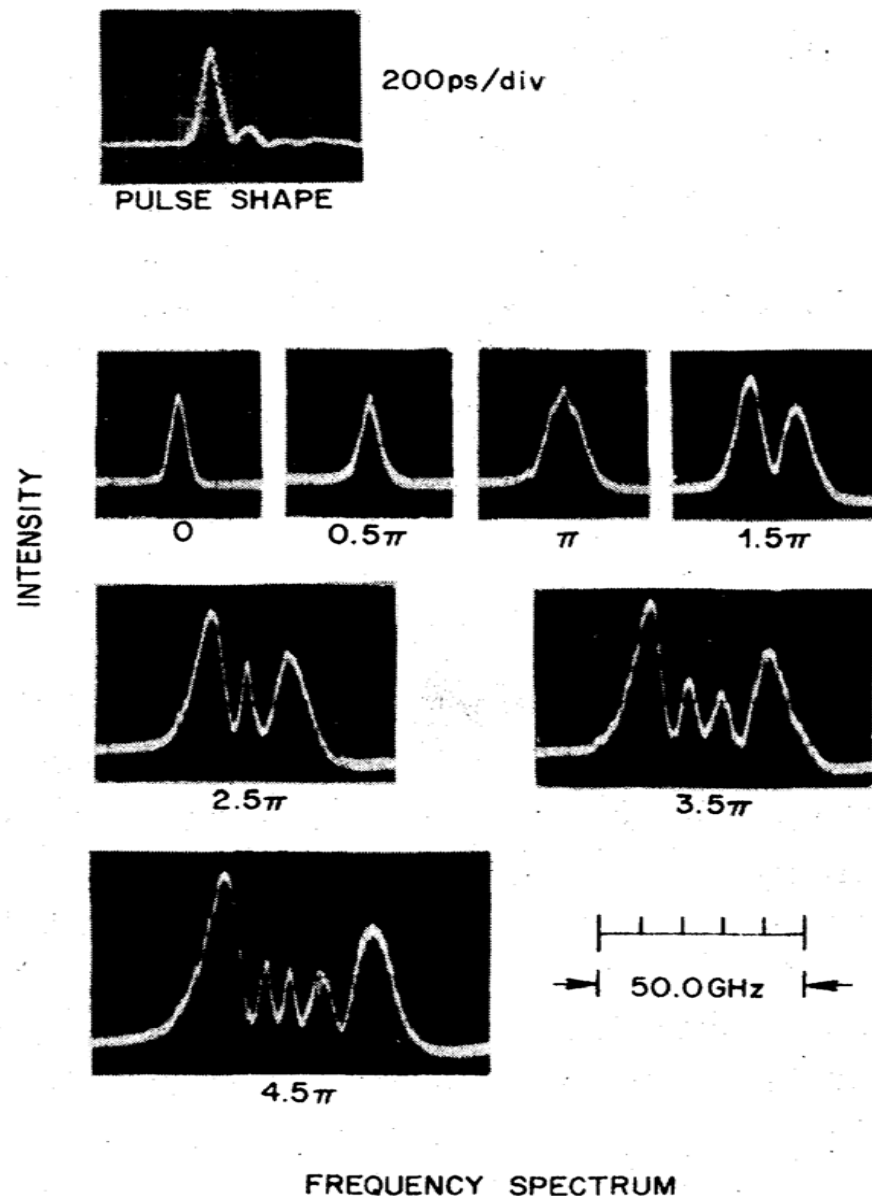 200ps/div
PULSE SHAPE
INTENSITY
0
0.5π
π
1.5π
2.5π
3.5π
50.0GHz
4.5π
FREQUENCY SPECTRUM